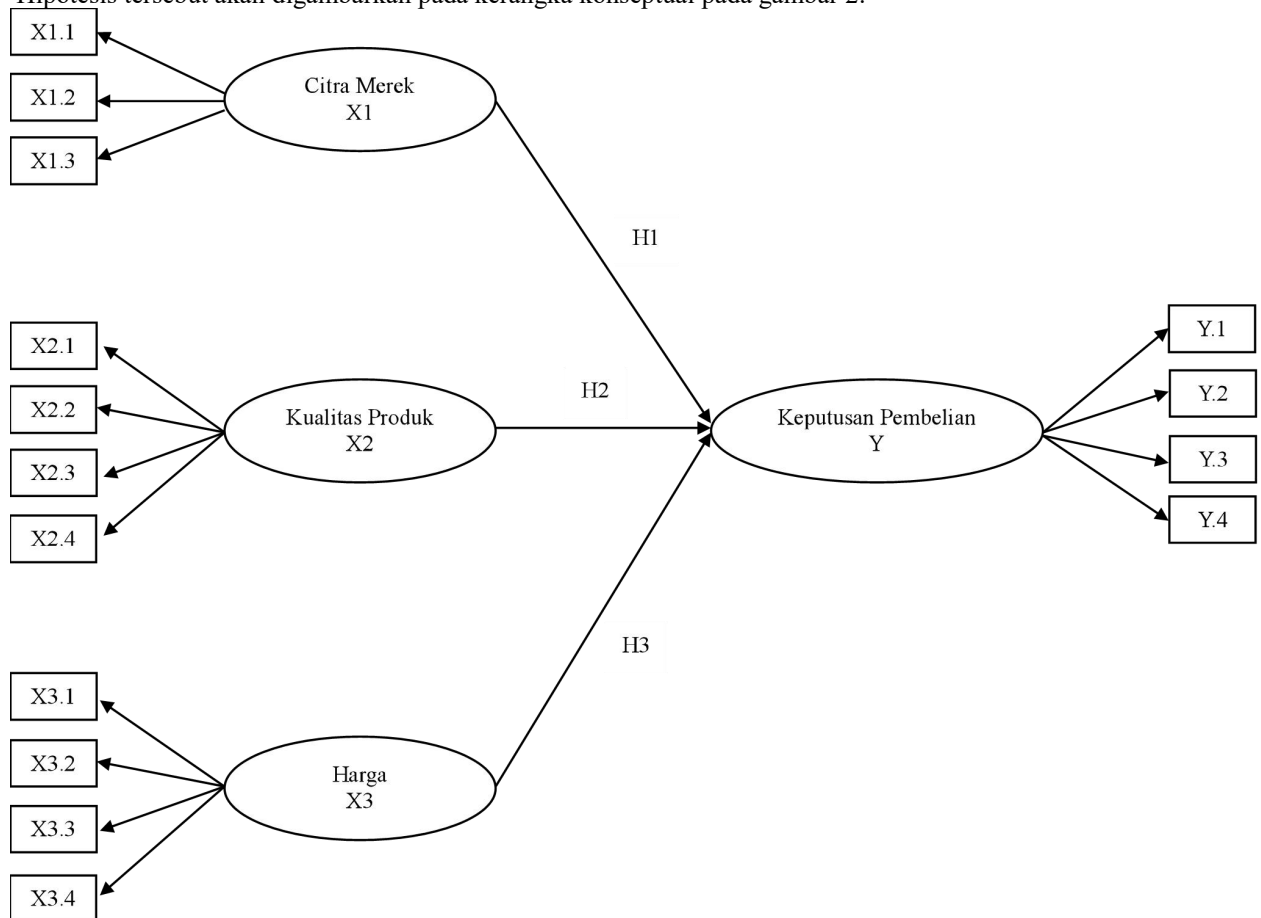 Hipotesis tersebut akan digambarkan pada kerangka konseptual pada gambar 2.
X1.1
X1.2
X1.3
Citra Merek
X1
H1
X2.1
X2.2
X2.3
X2.4
Kualitas Produk
X2
H2
Keputusan Pembelian
Y
Y.1
Y.2
Y.3
Y.4
H3
X3.1
X3.2
X3.3
X3.4
Harga
X3